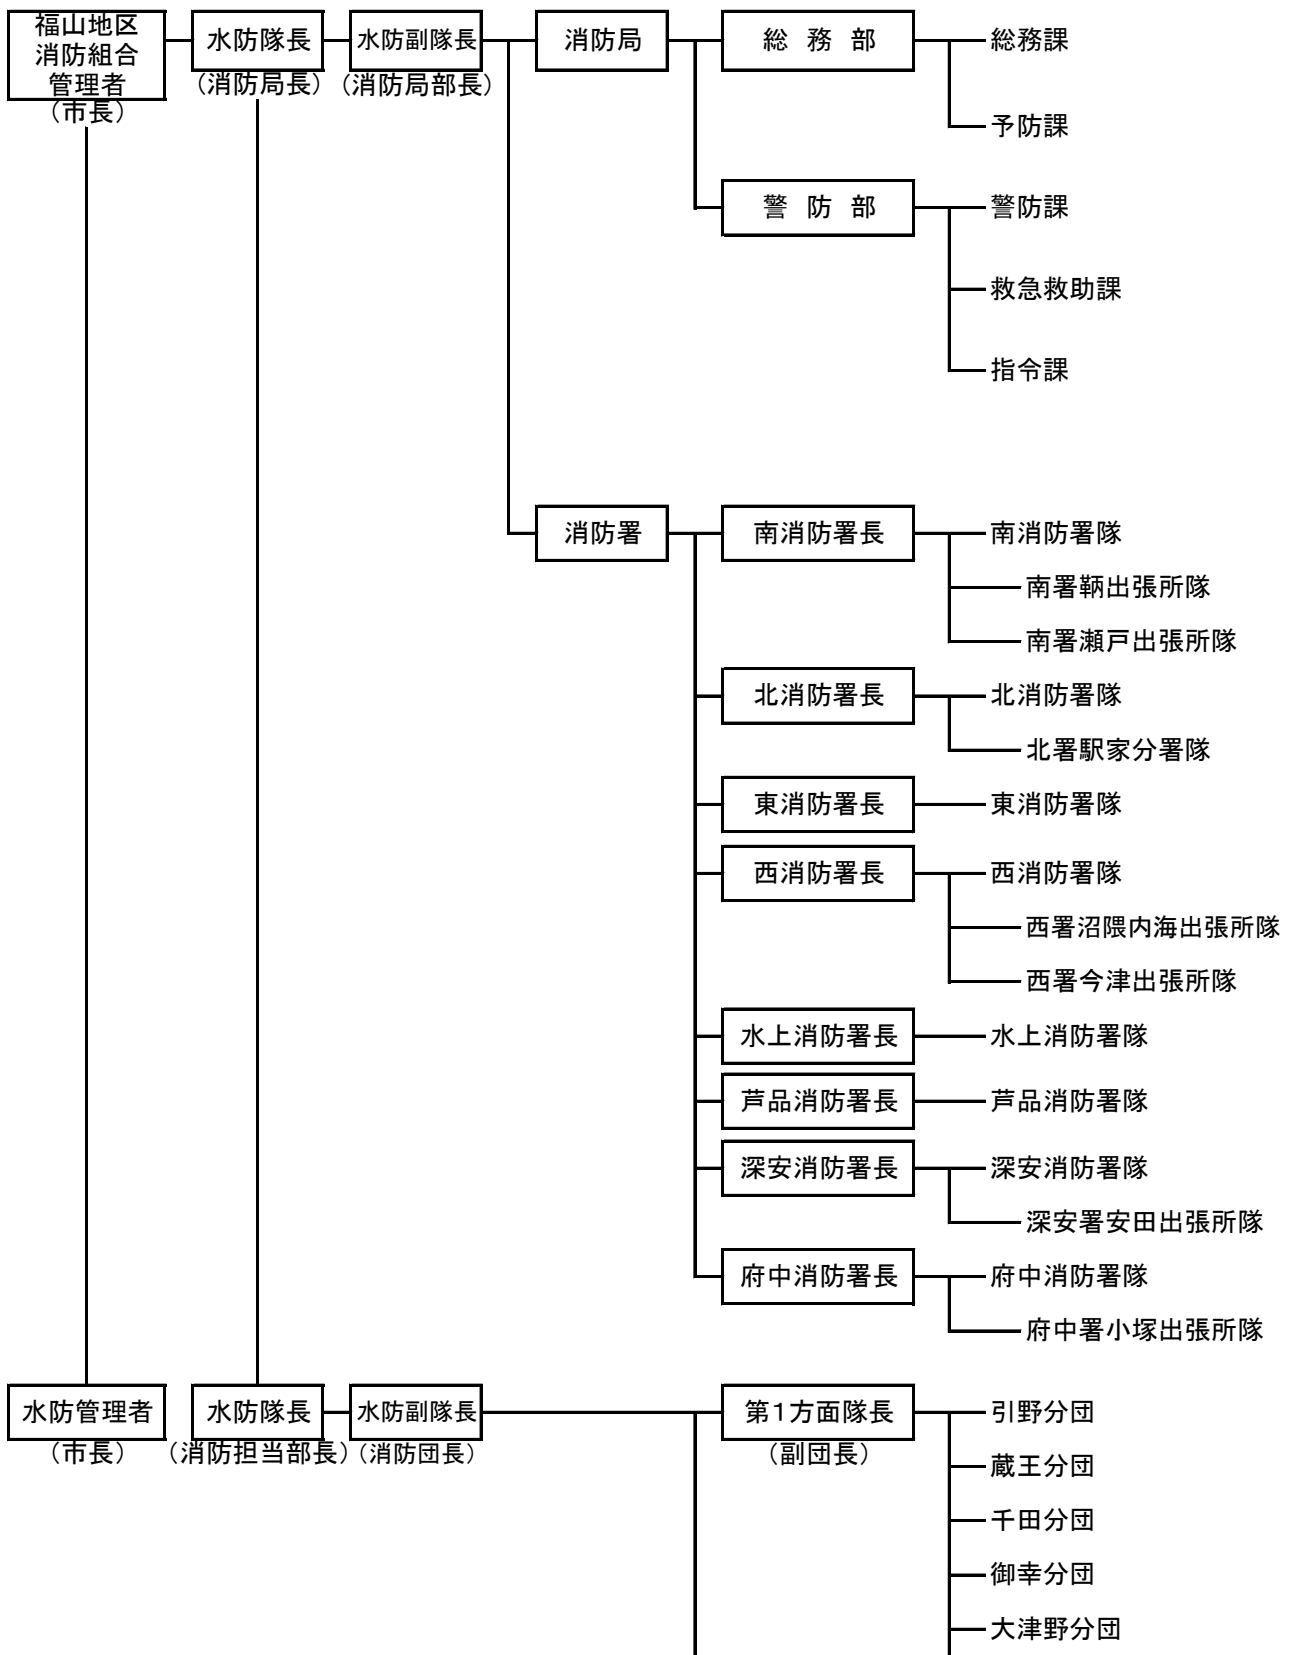 福山地区
消防組合
管理者
（市長）
水防隊長
（消防局長）
水防副隊長
（消防局部長）
消防局
総 務 部
総務課
予防課
警 防 部
警防課
救急救助課
指令課
消防署
南消防署長
南消防署隊
南署鞆出張所隊
南署瀬戸出張所隊
北消防署長
北消防署隊
北署駅家分署隊
東消防署長
東消防署隊
西消防署長
西消防署隊
西署沼隈内海出張所隊
西署今津出張所隊
水上消防署長
水上消防署隊
芦品消防署長
芦品消防署隊
深安消防署長
深安消防署隊
深安署安田出張所隊
府中消防署長
府中消防署隊
府中署小塚出張所隊
水防管理者
（市長）
水防隊長
（消防担当部長）
水防副隊長
（消防団長）
第１方面隊長
（副団長）
引野分団
蔵王分団
千田分団
御幸分団
大津野分団